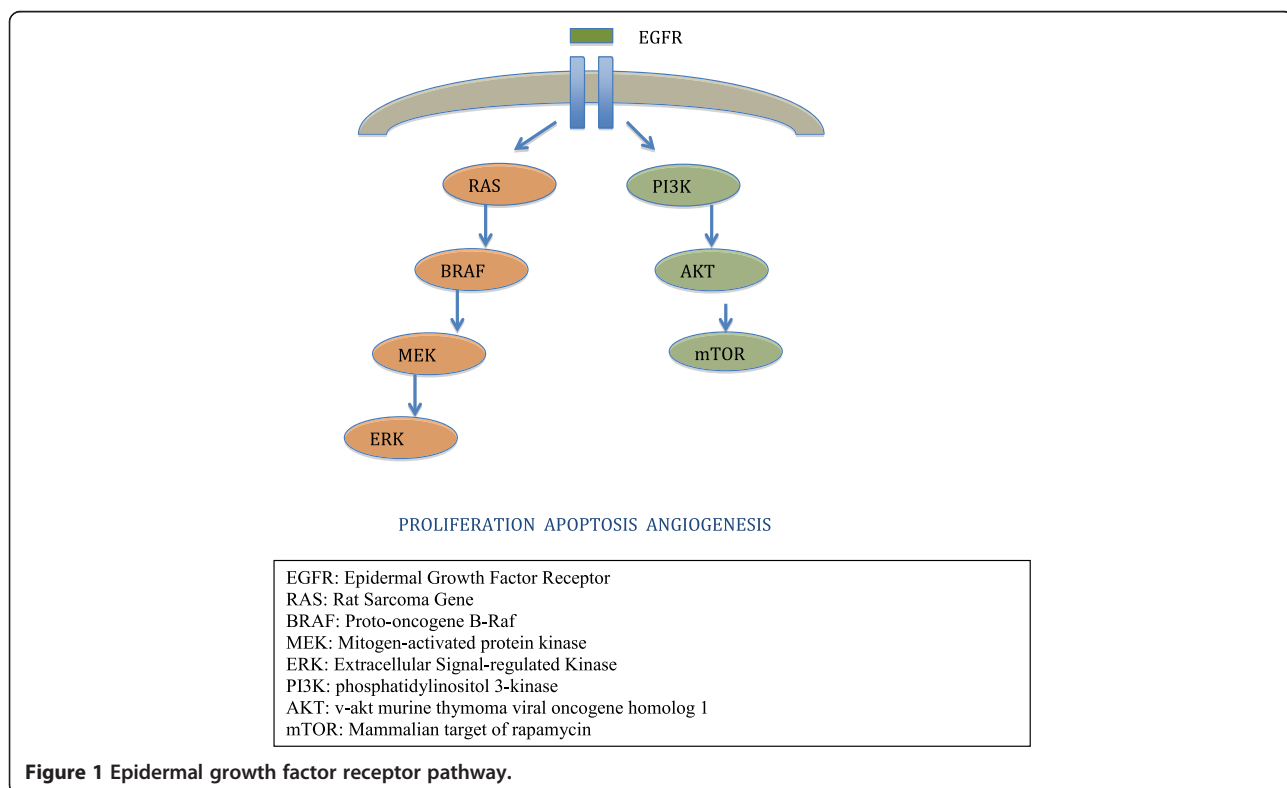 EGFR
RAS PI3K
BRAF AKT
MEK mTOR
ERK
PROLIFERATION APOPTOSIS ANGIOGENESIS
EGFR: Epidermal Growth Factor Receptor
RAS: Rat Sarcoma Gene
BRAF: Proto-oncogene B-Raf
MEK: Mitogen-activated protein kinase
ERK: Extracellular Signal-regulated Kinase
PI3K: phosphatidylinositol 3-kinase
AKT: v-akt murine thymoma viral oncogene homolog 1
mTOR: Mammalian target of rapamycin
Figure 1 Epidermal growth factor receptor pathway.